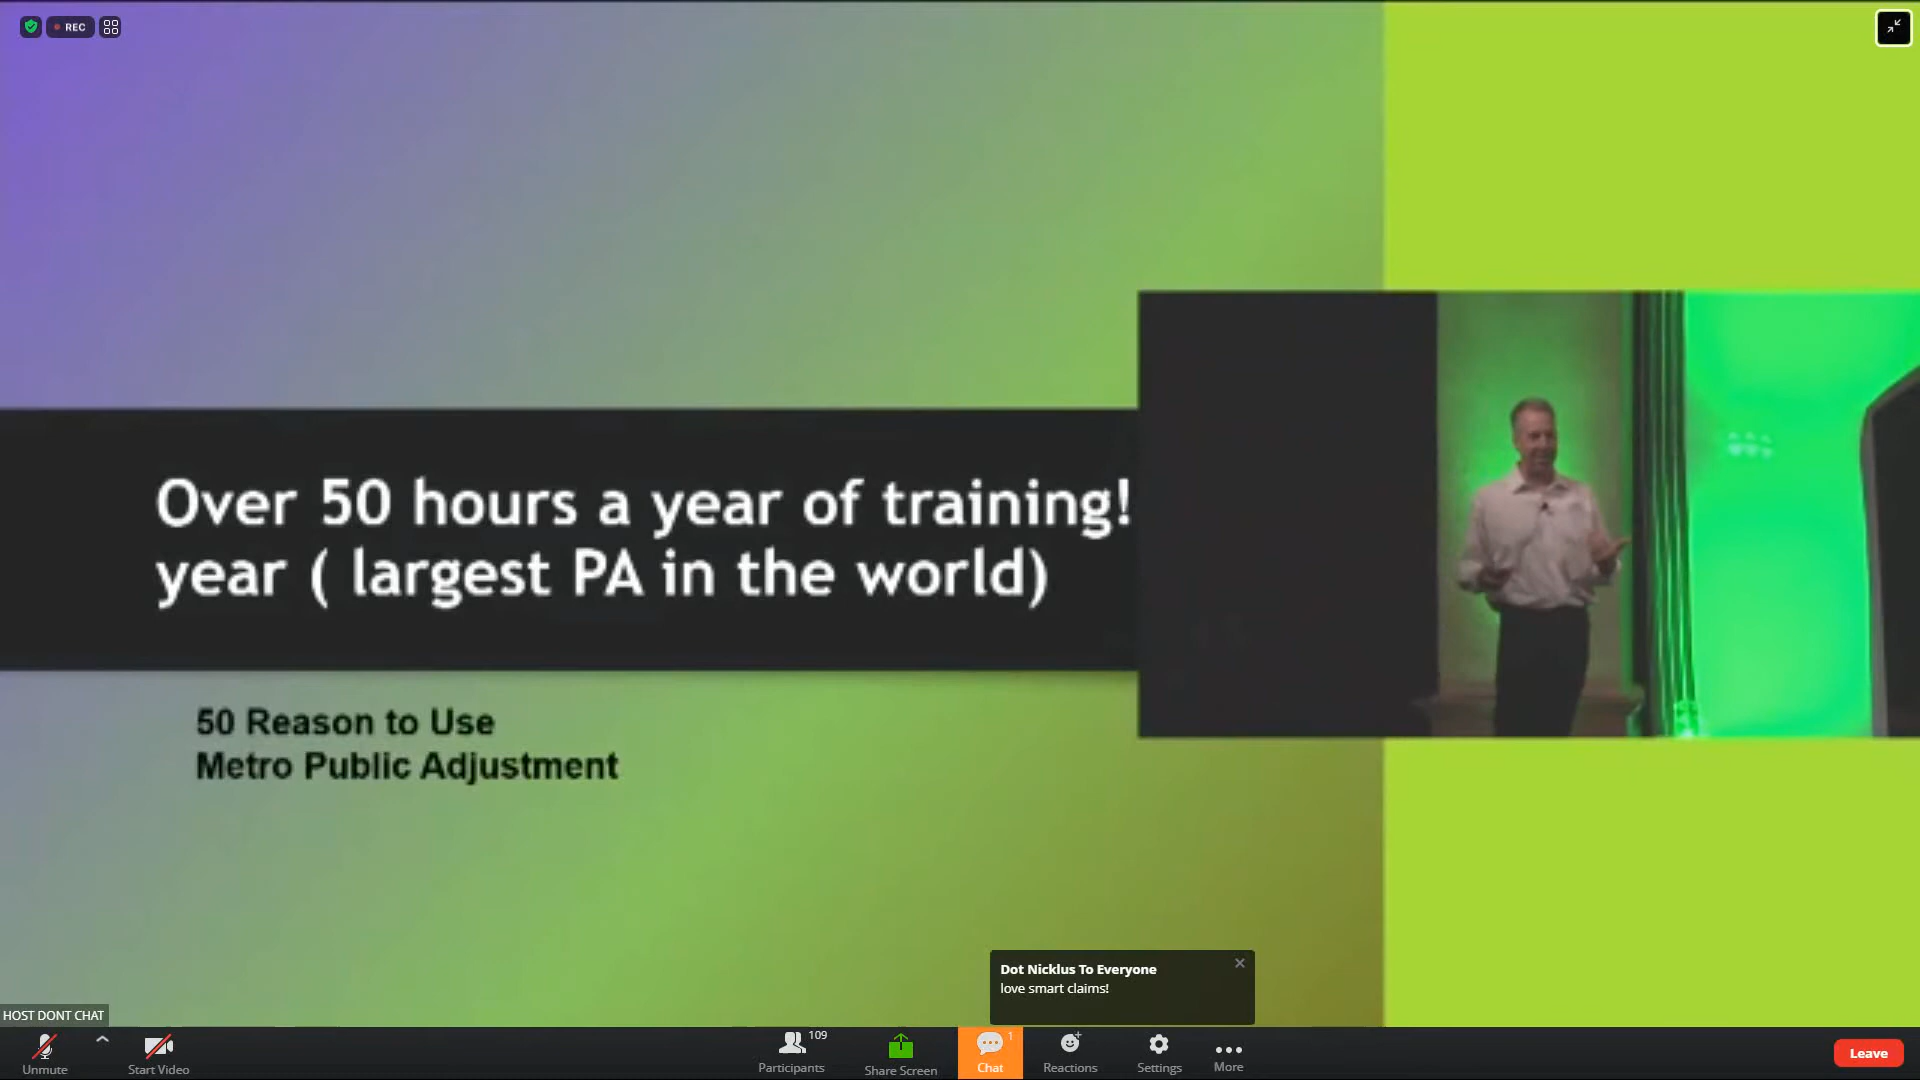 REC
Over 50 hours a year of training!
year ( largest PA in the world)
50 Reason to Use
Metro Public Adjustment
Dot Nicklus To Everyone
love smart claims!
HOST DONT CHAT
Unmute
Start Video
109
Participants
Share Screen
1
Chat
Reactions
Settings
More
Leave